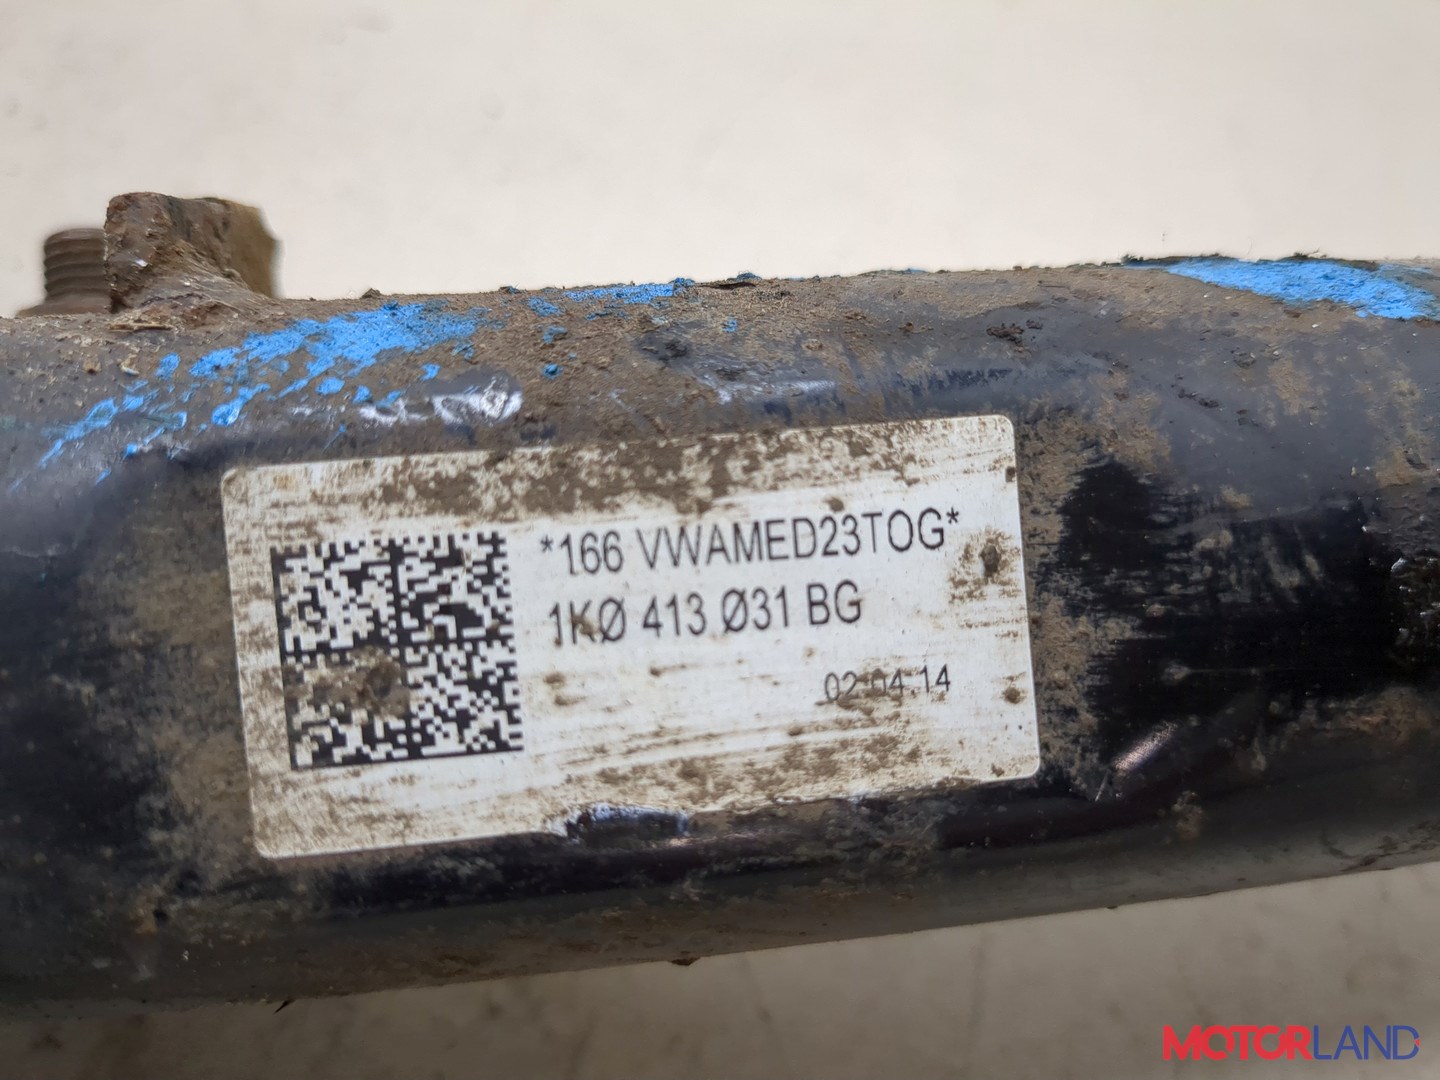 *166 VWAMED23TOG*
1KØ 413 Ø31 BG
02.04.14
MOTORLAND